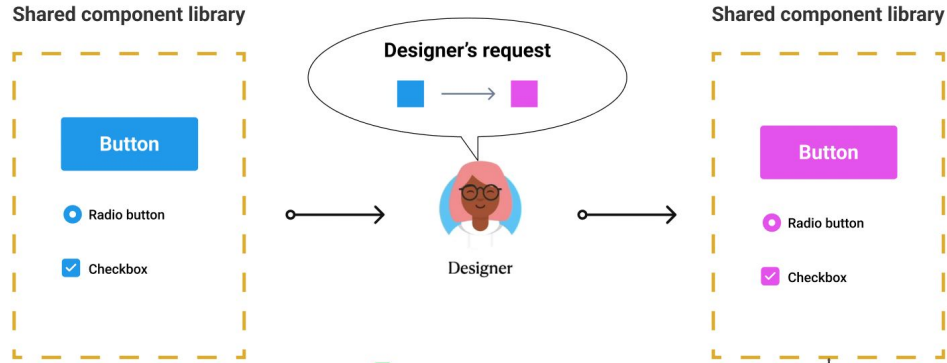 Shared component library
Designer’s request
Shared component library
Button
Button
Radio button
Radio button
Checkbox
Checkbox
Designer